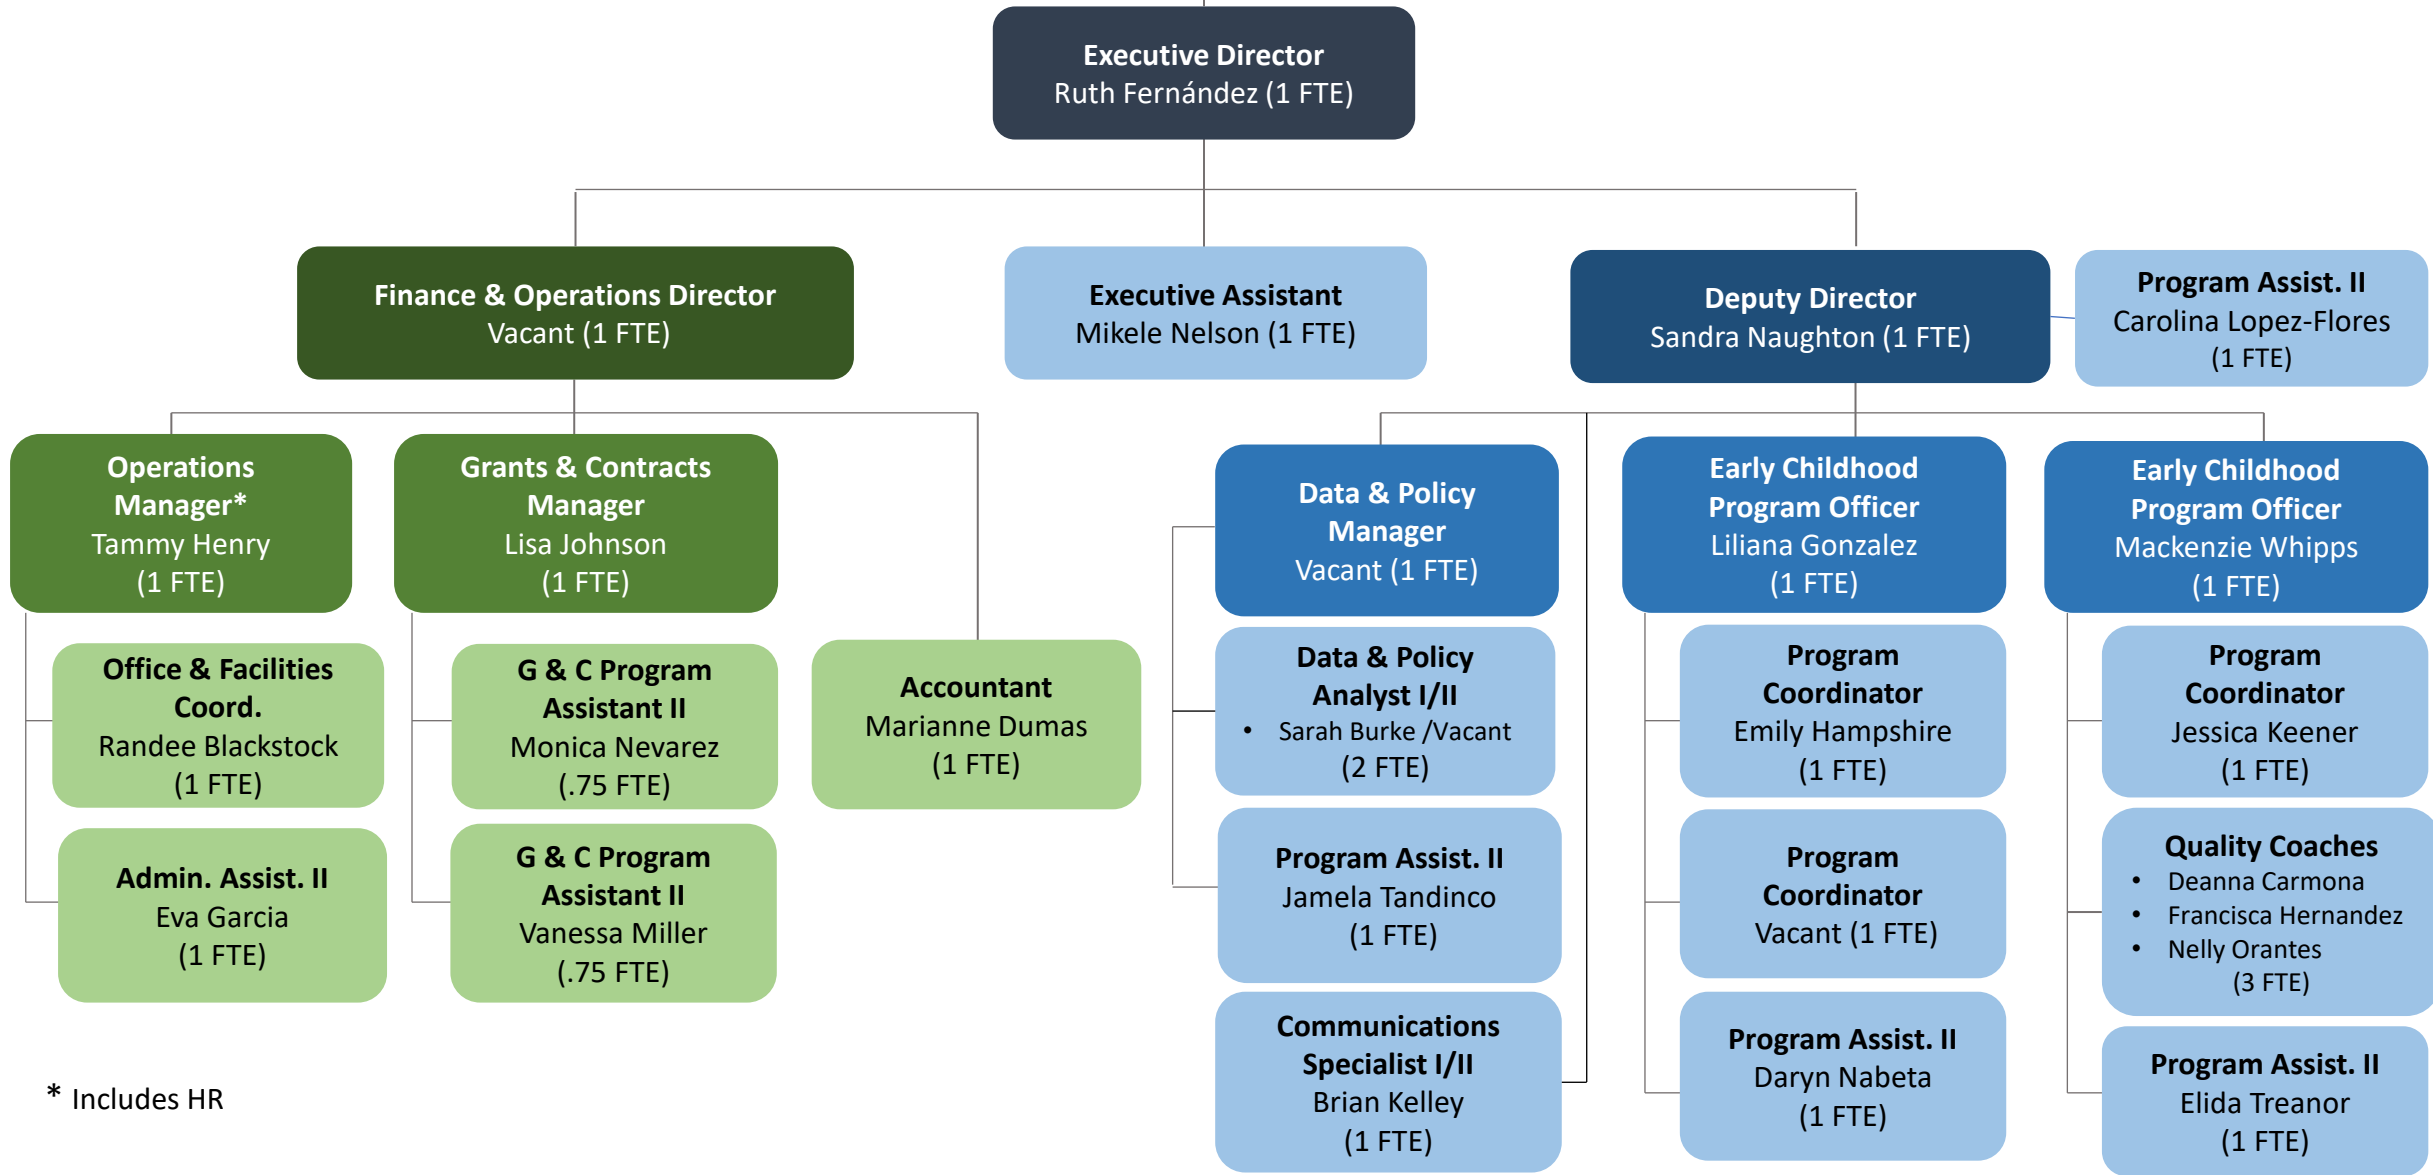 Executive Director
Ruth Fernández (1 FTE)
Finance & Operations Director
Vacant (1 FTE)
Executive Assistant
Mikele Nelson (1 FTE)
Deputy Director
Sandra Naughton (1 FTE)
Program Assist. II
Carolina Lopez-Flores
(1 FTE)
Operations
Manager*
Tammy Henry
(1 FTE)
Grants & Contracts
Manager
Lisa Johnson
(1 FTE)
Data & Policy
Manager
Vacant (1 FTE)
Early Childhood
Program Officer
Liliana Gonzalez
(1 FTE)
Early Childhood
Program Officer
Mackenzie Whipps
(1 FTE)
Office & Facilities
Coord.
Randee Blackstock
(1 FTE)
G & C Program
Assistant II
Monica Nevarez
(.75 FTE)
Accountant
Marianne Dumas
(1 FTE)
Data & Policy
Analyst I/II
• Sarah Burke /Vacant
(2 FTE)
Program
Coordinator
Emily Hampshire
(1 FTE)
Program
Coordinator
Jessica Keener
(1 FTE)
Admin. Assist. II
Eva Garcia
(1 FTE)
G & C Program
Assistant II
Vanessa Miller
(.75 FTE)
Program Assist. II
Jamela Tandinco
(1 FTE)
Program
Coordinator
Vacant (1 FTE)
Quality Coaches
• Deanna Carmona
• Francisca Hernandez
• Nelly Orantes
(3 FTE)
Communications
Specialist I/II
Brian Kelley
(1 FTE)
Program Assist. II
Daryn Nabeta
(1 FTE)
Program Assist. II
Elida Treanor
(1 FTE)
* Includes HR